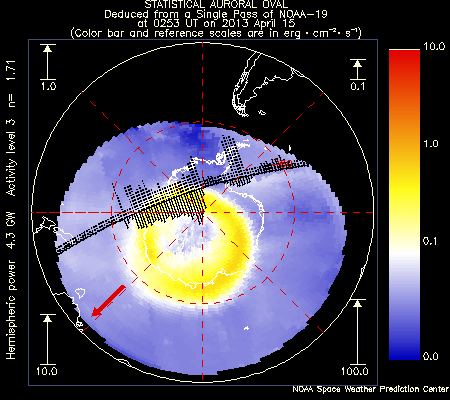 STATISTICAL AURORAL OVAL
Deduced from a Single Pass of NOAA-19
at 0253 UT on 2013 April 15
(Color bar and reference scales are in erg · cm⁻² · s⁻¹)
1.0
0.1
10.0
100.0
10.0
1.0
0.1
0.0
Hemispheric power 4.3 GW Activity level 3 n= 1.71
NOAA Space Weather Prediction Center